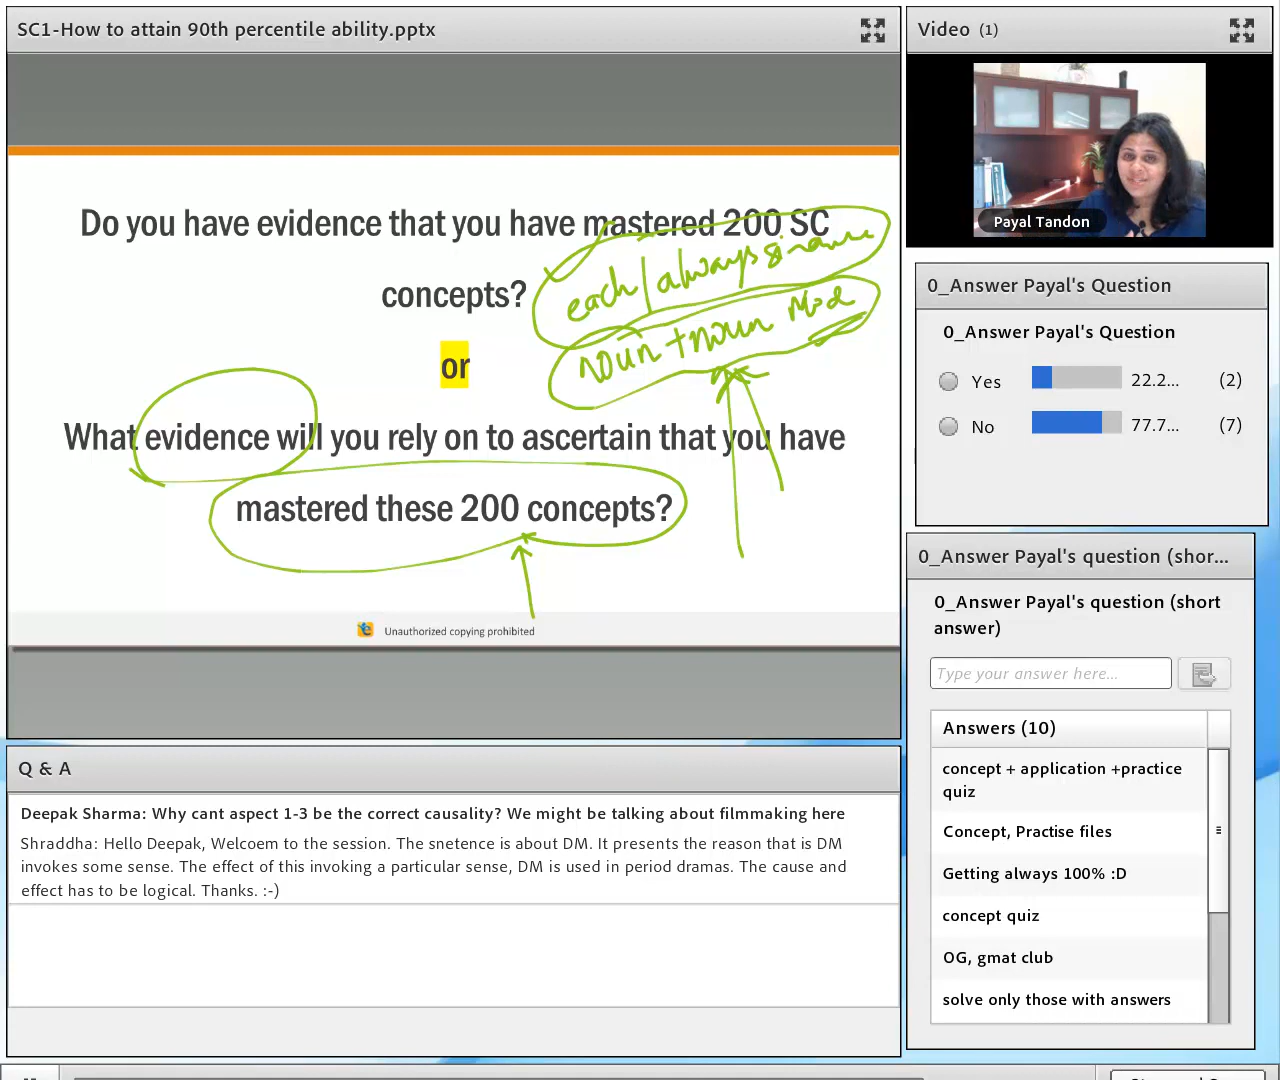 SC1-How to attain 90th percentile ability.pptx
Do you have evidence that you have mastered 200 SC
concepts?
each/always
noun + noun Mod
or
What evidence will you rely on to ascertain that you have
mastered these 200 concepts?
Unauthorized copying prohibited
Video (1)
Payal Tandon
0_Answer Payal's Question
0_Answer Payal's Question
Yes 22.2... (2)
No 77.7... (7)
0_Answer Payal's question (shor...
0_Answer Payal's question (short
answer)
Type your answer here...
Answers (10)
concept + application +practice
quiz
Concept, Practise files
Getting always 100% :D
concept quiz
OG, gmat club
solve only those with answers
Q & A
Deepak Sharma: Why cant aspect 1-3 be the correct causality? We might be talking about filmmaking here
Shraddha: Hello Deepak, Welcoem to the session. The snetence is about DM. It presents the reason that is DM
invokes some sense. The effect of this invoking a particular sense, DM is used in period dramas. The cause and
effect has to be logical. Thanks. :-)